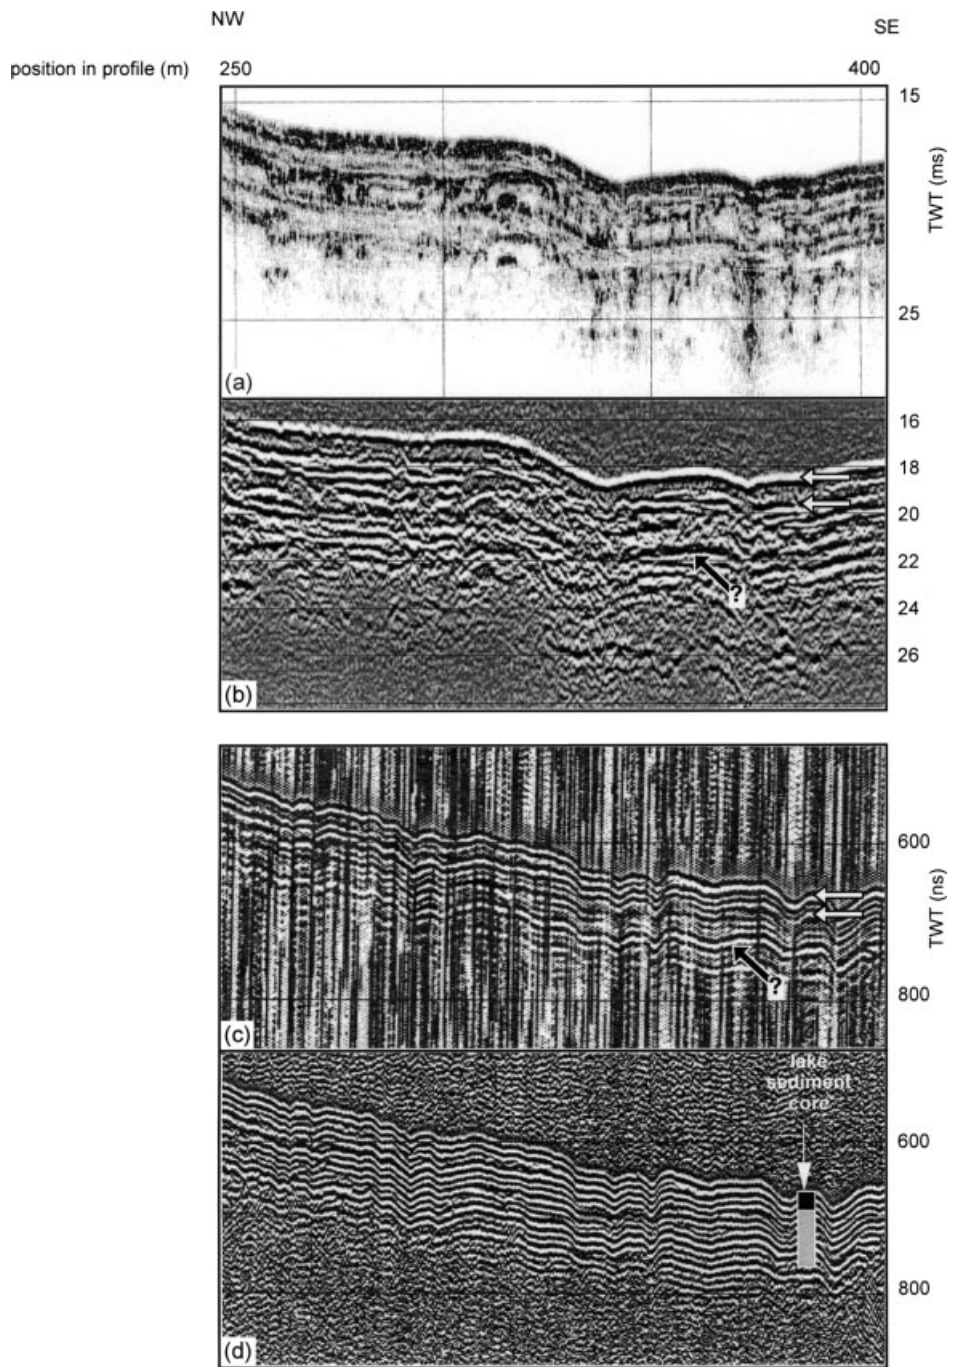 NW
SE
position in profile (m)
250
400
15
TWT (ms)
25
(a)
16
18
20
22
?
24
26
(b)
600
TWT (ns)
?
800
(c)
lake
sediment
core
600
800
(d)